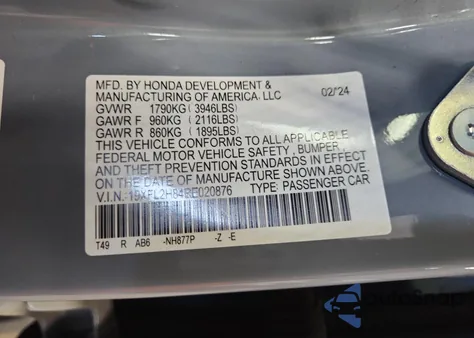 MFD. BY HONDA DEVELOPMENT &
MANUFACTURING OF AMERICA, LLC 02/24
GVWR 1790KG (3946LBS)
GAWR F 960KG (2116LBS)
GAWR R 860KG (1895LBS)
THIS VEHICLE CONFORMS TO ALL APPLICABLE
FEDERAL MOTOR VEHICLE SAFETY, BUMPER,
AND THEFT PREVENTION STANDARDS IN EFFECT
ON THE DATE OF MANUFACTURE SHOWN ABOVE.
V.I.N.: TYPE: PASSENGER CAR
T49 R AB6 -NH877P -Z -E